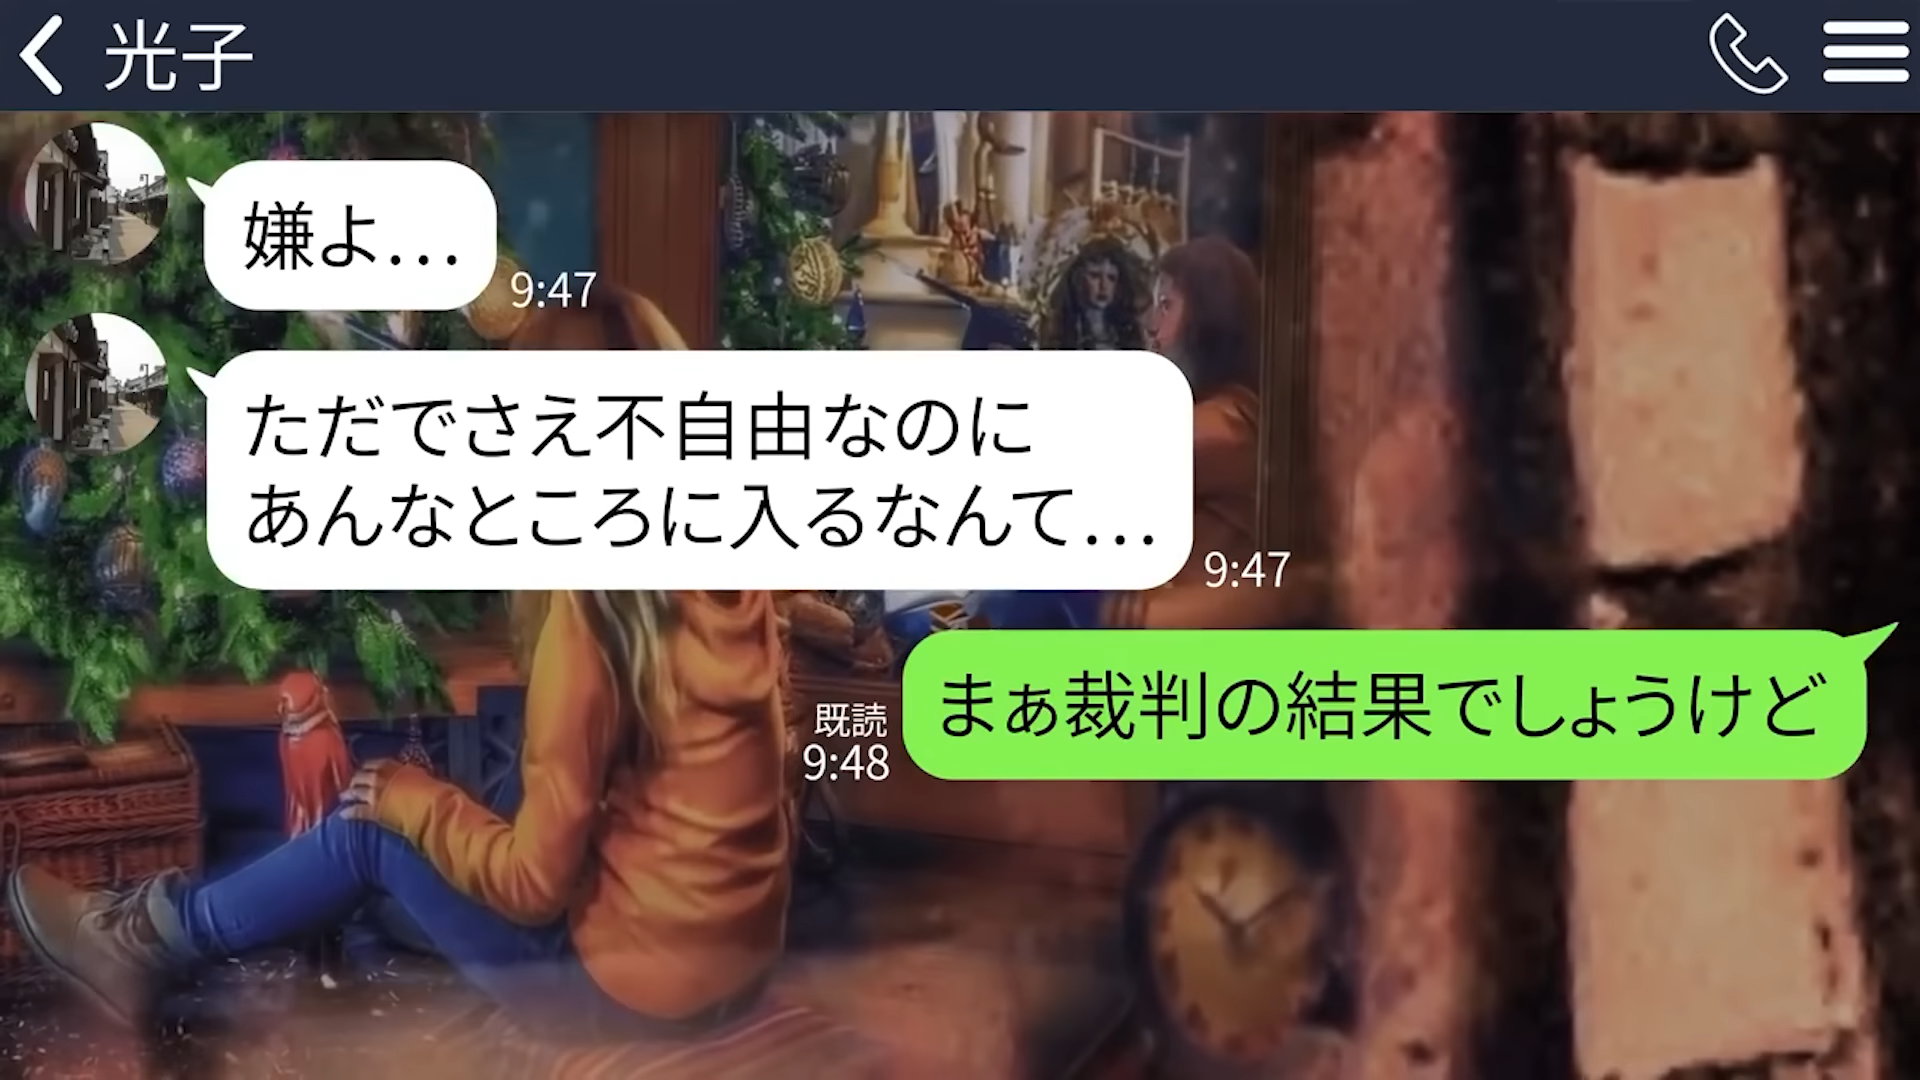 光子
嫌よ…
9:47
ただでさえ不自由なのに
あんなところに入るなんて…
9:47
まぁ裁判の結果でしょうけど
既読
9:48